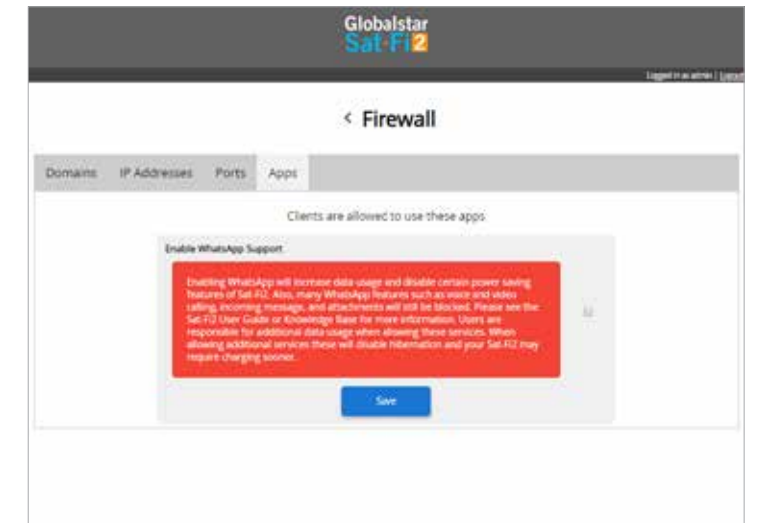 Globalstar
Sat-Fi2
Logged in as admin | Logout
< Firewall
Domains IP Addresses Ports Apps
Clients are allowed to use these apps
Enable WhatsApp Support
Enabling WhatsApp will increase data usage and disable certain power saving
features of Sat-Fi2. Also, many WhatsApp features such as voice and video
calling, incoming message, and attachments will still be blocked. Please see the
Sat-Fi2 User Guide or Knowledge Base for more information. Users are
responsible for additional data usage when allowing these services. When
allowing additional services these will disable hibernation and your Sat-Fi2 may
require charging sooner.
Save